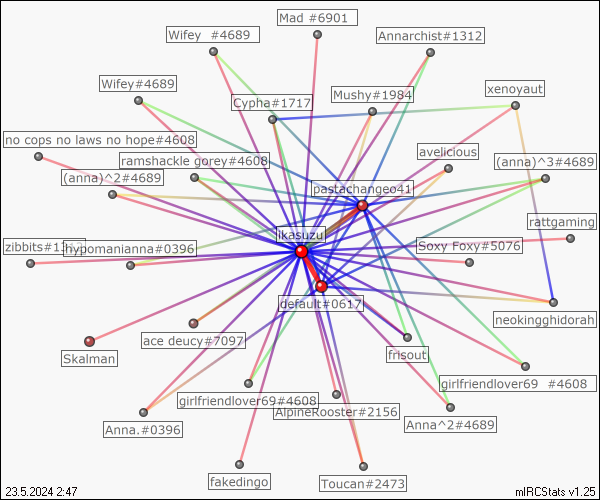 Mad #6901
Wifey  #4689
Annarchist#1312
Wifey#4689
Cypha#1717
Mushy#1984
xenoyaut
no cops no laws no hope#4608
ramshackle gorey#4608
avelicious
(anna)^3#4689
(anna)^2#4689
pastachangeo41
rattgaming
ikasuzu
zibbits#1
hypomanianna#0396
Soxy Foxy#5076
default#0617
neokingghidorah
ace deucy#7097
Skalman
frisout
girlfriendlover69  #4608
girlfriendlover69#4608
AlpineRooster#2156
Anna^2#4689
Anna.#0396
fakedingo
Toucan#2473
23.5.2024 2:47
mIRCStats v1.25